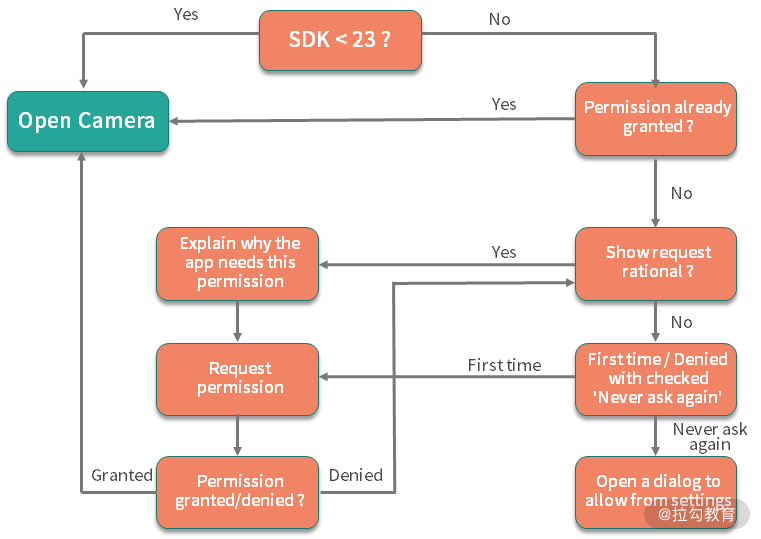 Yes
SDK < 23 ?
No
Open Camera
Yes
Permission already
granted ?
No
Explain why the
app needs this
permission
Yes
Show request
rational ?
No
Request
permission
First time
First time / Denied
with checked
'Never ask again'
Never ask
again
Granted
Permission
granted/denied ?
Denied
Open a dialog to
allow from settings
@拉勾教育